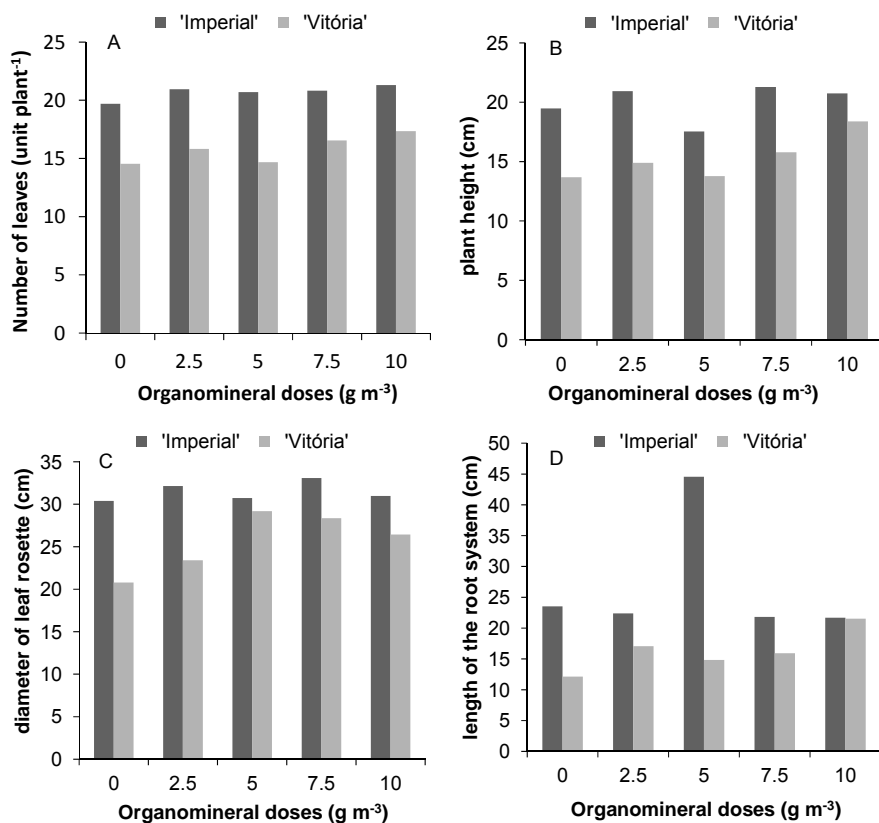 'Imperial' 'Vitória'
A
Number of leaves (unit plant⁻¹)
25
20
15
10
5
0
0 2.5 5 7.5 10
Organomineral doses (g m⁻³)
'Imperial' 'Vitória'
B
plant height (cm)
25
20
15
10
5
0
0 2.5 5 7.5 10
Organomineral doses (g m⁻³)
'Imperial' 'Vitória'
C
diameter of leaf rosette (cm)
35
30
25
20
15
10
5
0
0 2.5 5 7.5 10
Organomineral doses (g m⁻³)
'Imperial' 'Vitória'
D
length of the root system (cm)
50
45
40
35
30
25
20
15
10
5
0
0 2.5 5 7.5 10
Organomineral doses (g m⁻³)